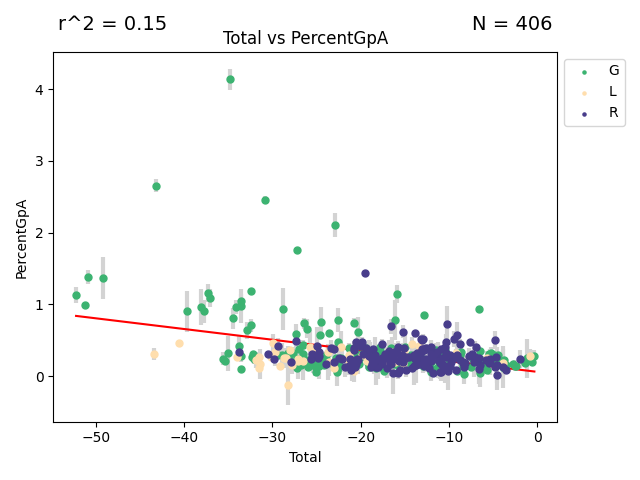 r^2 = 0.15 N = 406
Total vs PercentGpA
G
L
R
PercentGpA
4
3
2
1
0
−50 −40 −30 −20 −10 0
Total